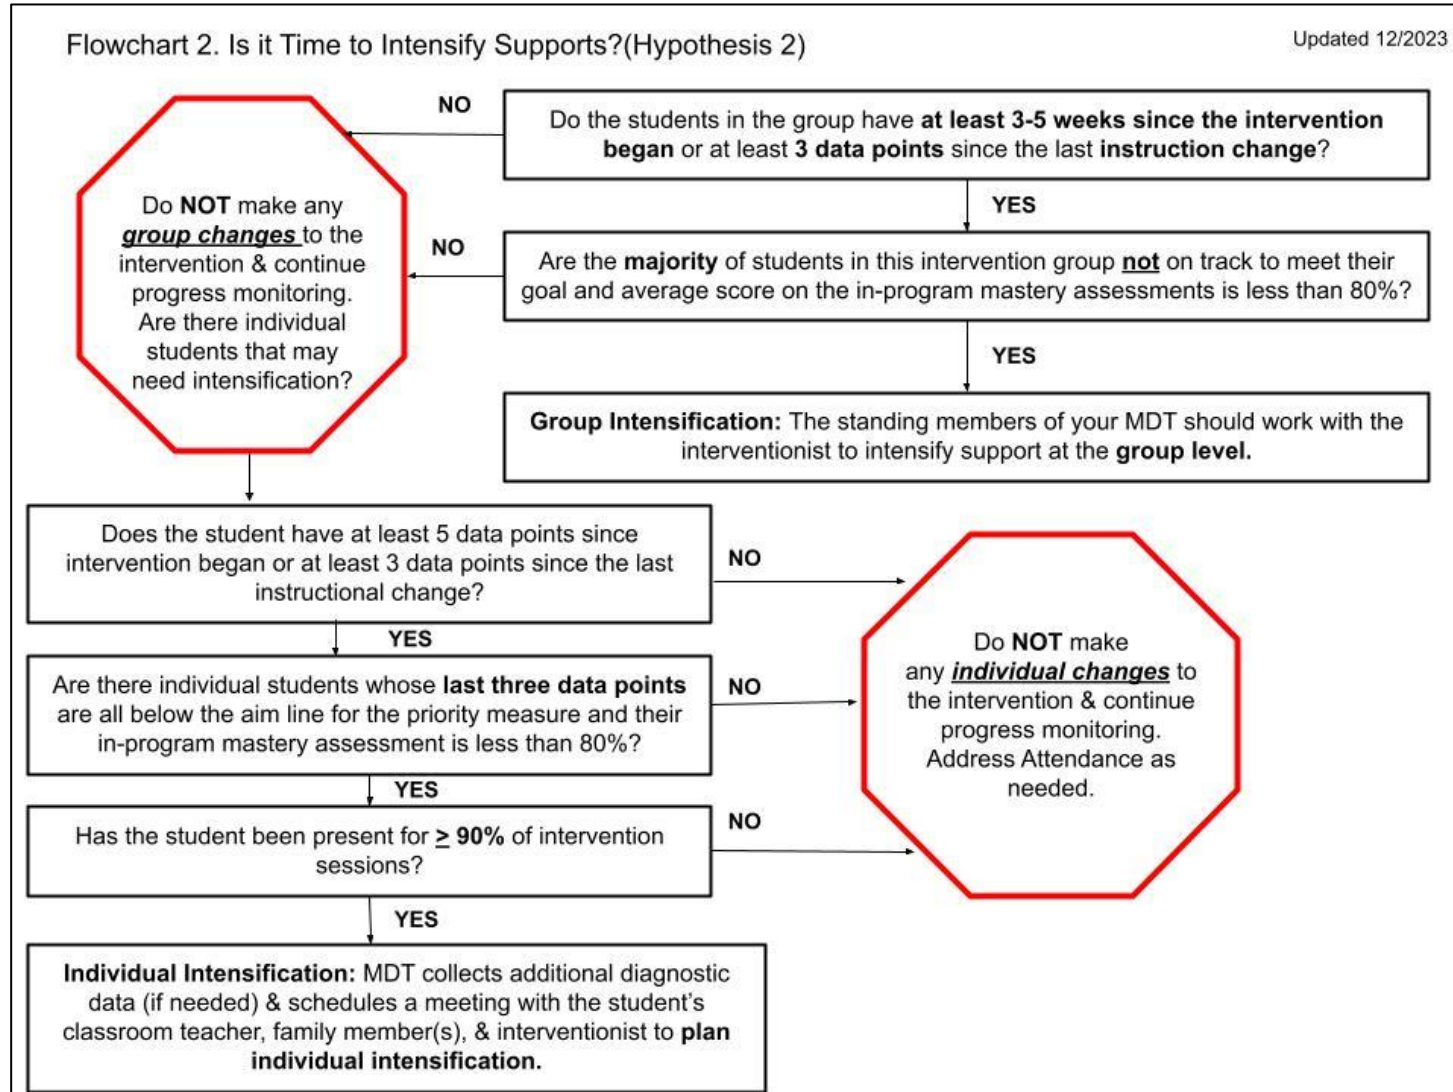 Flowchart 2. Is it Time to Intensify Supports?(Hypothesis 2)
Updated 12/2023
NO
Do the students in the group have at least 3-5 weeks since the intervention
began or at least 3 data points since the last instruction change?
YES
Do NOT make any
group changes to the
intervention & continue
progress monitoring.
Are there individual
students that may
need intensification?
NO
Are the majority of students in this intervention group not on track to meet their
goal and average score on the in-program mastery assessments is less than 80%?
YES
Group Intensification: The standing members of your MDT should work with the
interventionist to intensify support at the group level.
Does the student have at least 5 data points since
intervention began or at least 3 data points since the last
instructional change?
NO
YES
Are there individual students whose last three data points
are all below the aim line for the priority measure and their
in-program mastery assessment is less than 80%?
NO
YES
Has the student been present for ≥ 90% of intervention
sessions?
NO
Do NOT make
any individual changes to
the intervention & continue
progress monitoring.
Address Attendance as
needed.
YES
Individual Intensification: MDT collects additional diagnostic
data (if needed) & schedules a meeting with the student's
classroom teacher, family member(s), & interventionist to plan
individual intensification.